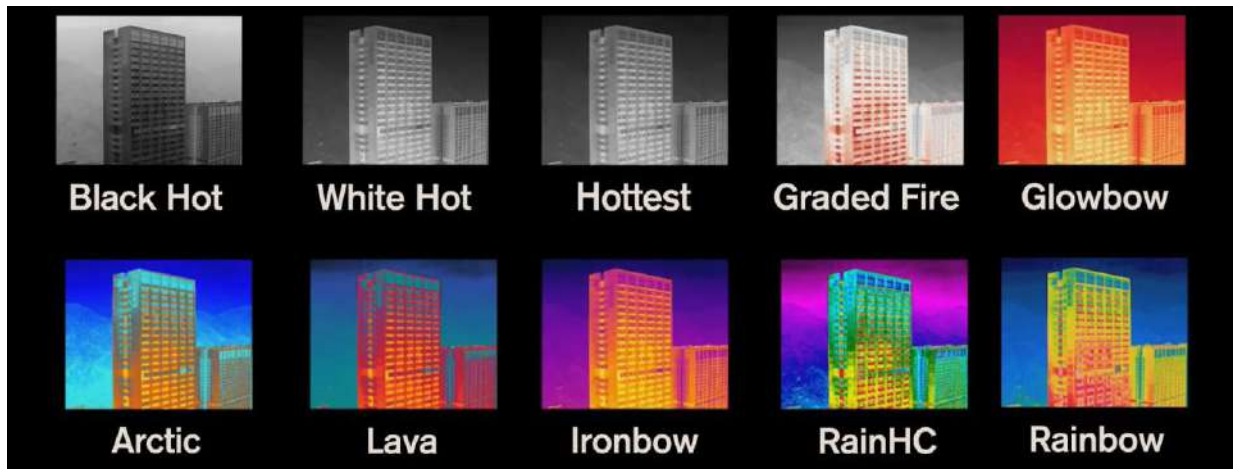 Black Hot
White Hot
Hottest
Graded Fire
Glowbow
Arctic
Lava
Ironbow
RainHC
Rainbow